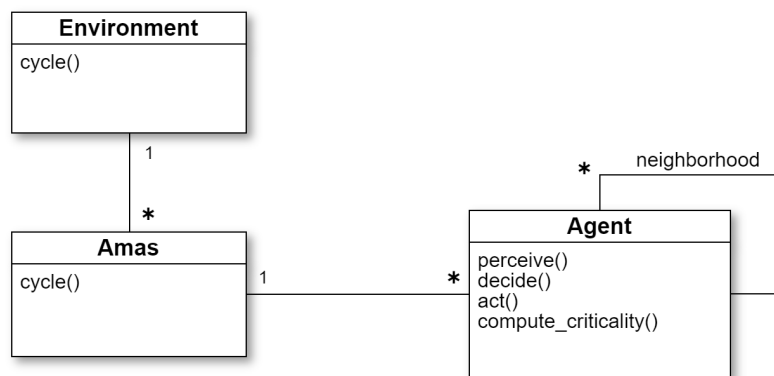 Environment
cycle()
1
*
neighborhood
*
Amas
cycle()
1
*
Agent
perceive()
decide()
act()
compute_criticality()